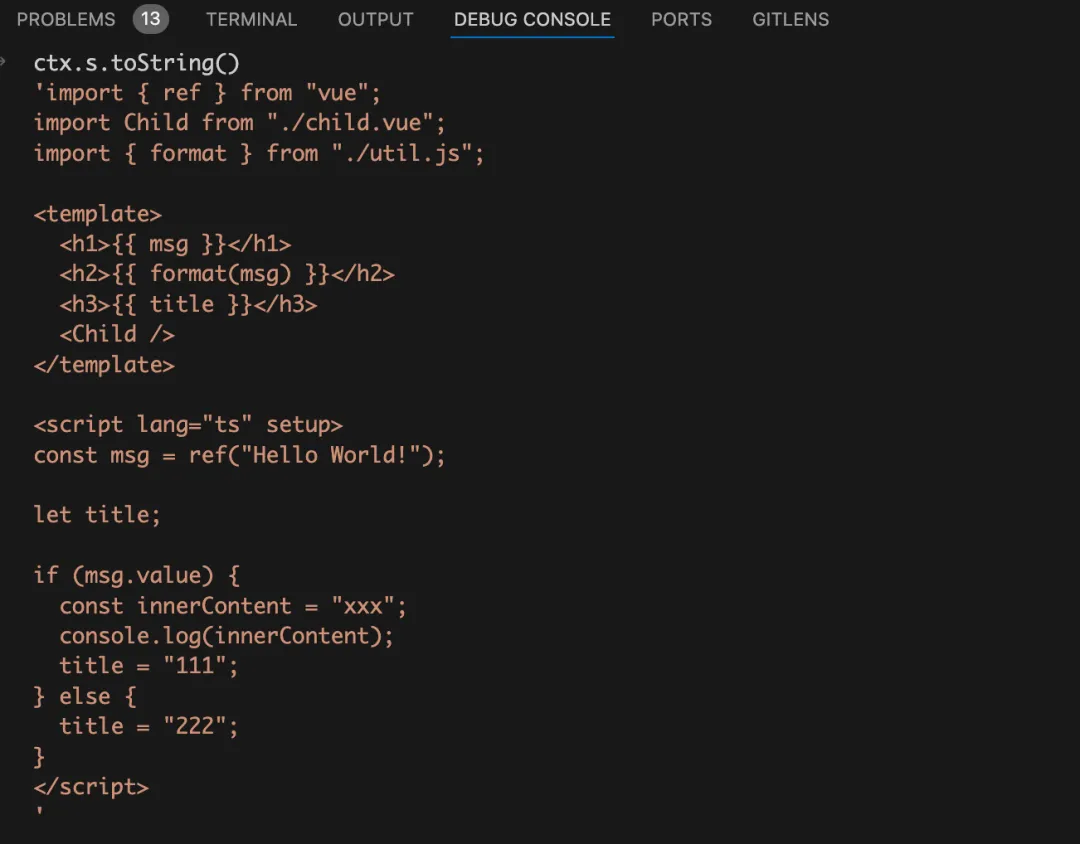 PROBLEMS 13 TERMINAL OUTPUT DEBUG CONSOLE PORTS GITLENS
ctx.s.toString()
'import { ref } from "vue";
import Child from "./child.vue";
import { format } from "./util.js";

<template>
  <h1>{{ msg }}</h1>
  <h2>{{ format(msg) }}</h2>
  <h3>{{ title }}</h3>
  <Child />
</template>

<script lang="ts" setup>
const msg = ref("Hello World!");

let title;

if (msg.value) {
  const innerContent = "xxx";
  console.log(innerContent);
  title = "111";
} else {
  title = "222";
}
</script>
'